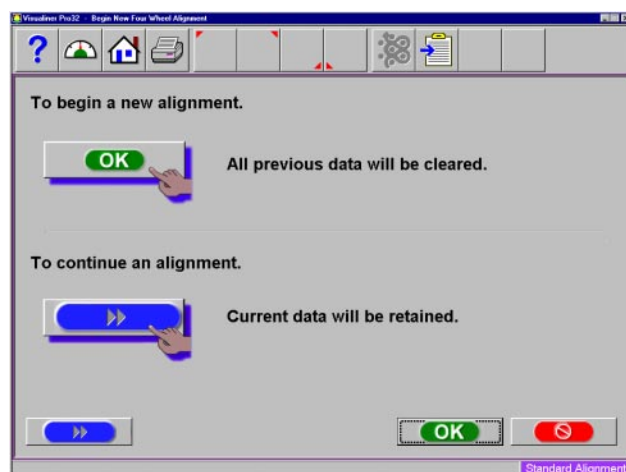 Visualiner Pro32 - Begin New Four Wheel Alignment
?
To begin a new alignment.
OK
All previous data will be cleared.
To continue an alignment.
Current data will be retained.
OK
Standard Alignment